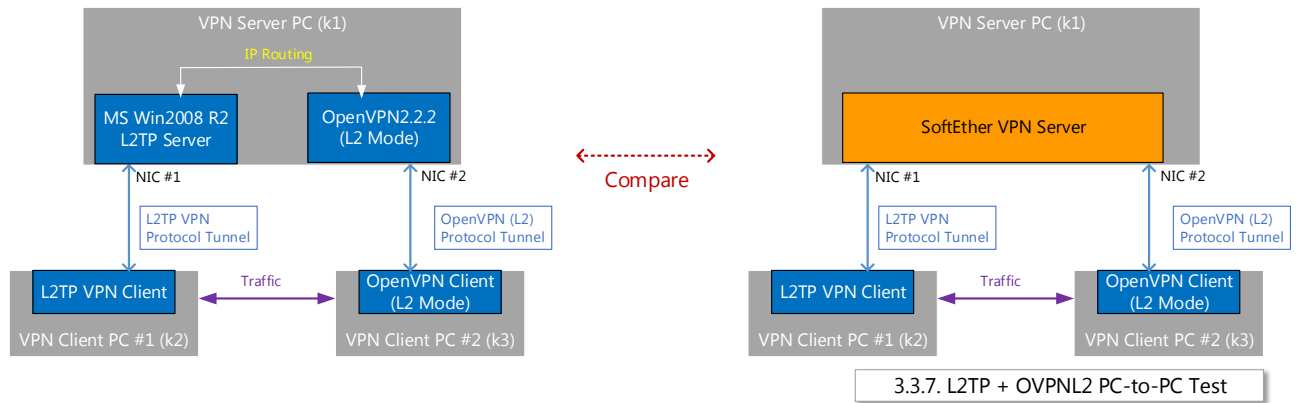 VPN Server PC (k1)
IP Routing
MS Win2008 R2
L2TP Server
OpenVPN2.2.2
(L2 Mode)
NIC #1
NIC #2
L2TP VPN
Protocol Tunnel
OpenVPN (L2)
Protocol Tunnel
L2TP VPN Client
Traffic
OpenVPN Client
(L2 Mode)
VPN Client PC #1 (k2)
VPN Client PC #2 (k3)
Compare
VPN Server PC (k1)
SoftEther VPN Server
NIC #1
NIC #2
L2TP VPN
Protocol Tunnel
OpenVPN (L2)
Protocol Tunnel
L2TP VPN Client
Traffic
OpenVPN Client
(L2 Mode)
VPN Client PC #1 (k2)
VPN Client PC #2 (k3)
3.3.7. L2TP + OVPNL2 PC-to-PC Test